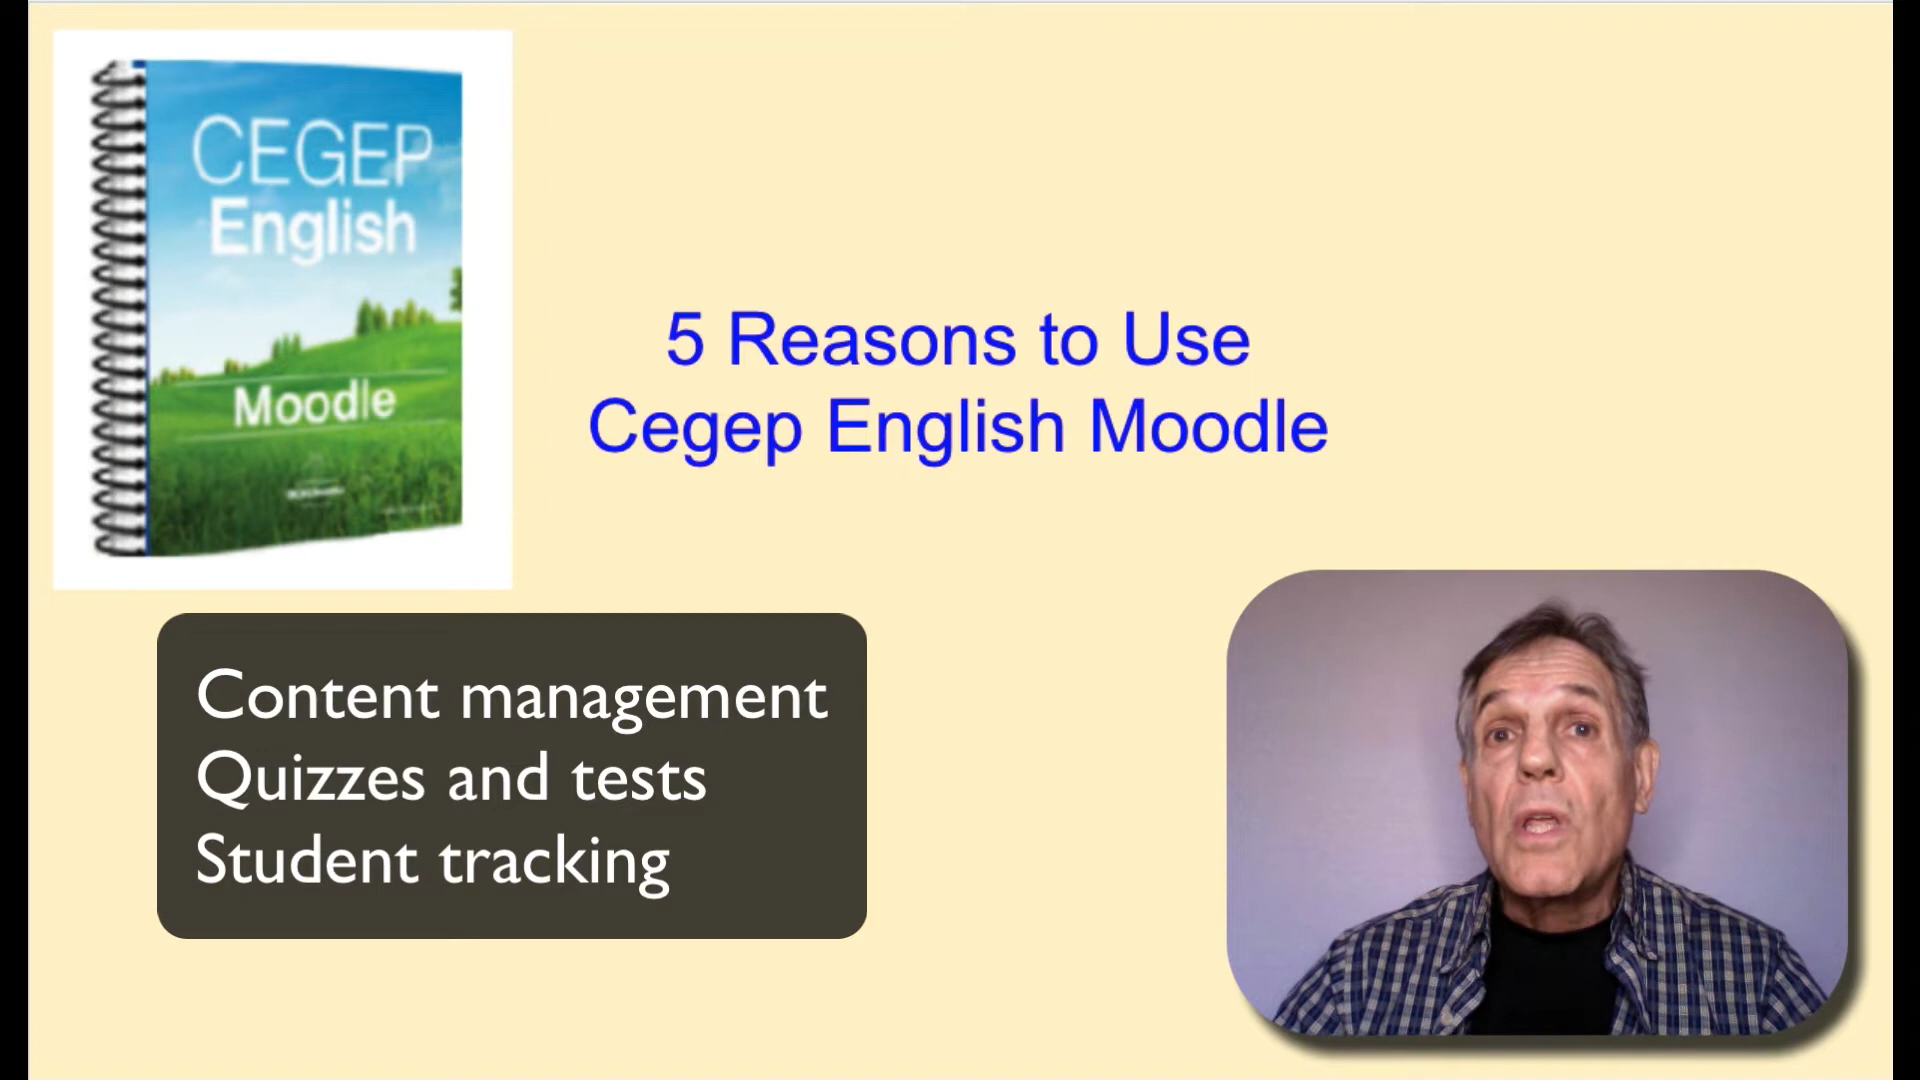 CEGEP
English
Moodle
5 Reasons to Use
Cegep English Moodle
Content management
Quizzes and tests
Student tracking